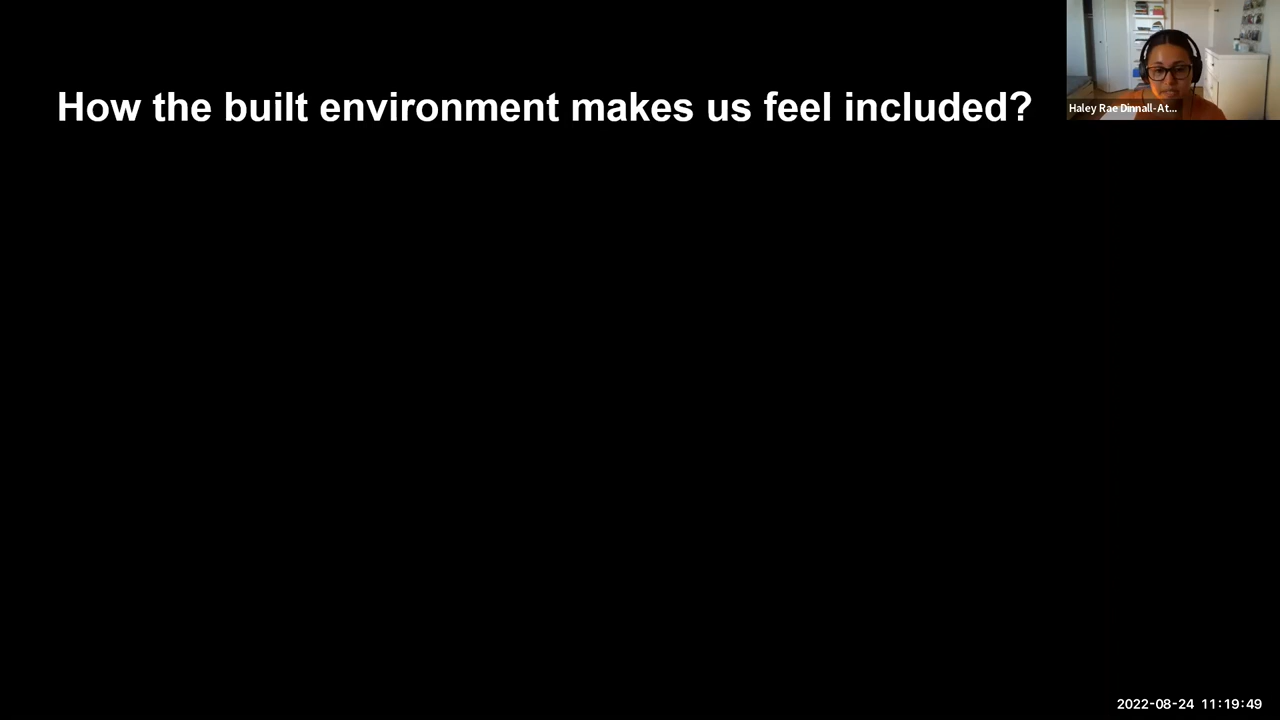 How the built environment makes us feel included?
Haley Rae Dinnall-At...
2022-08-24 11:19:49